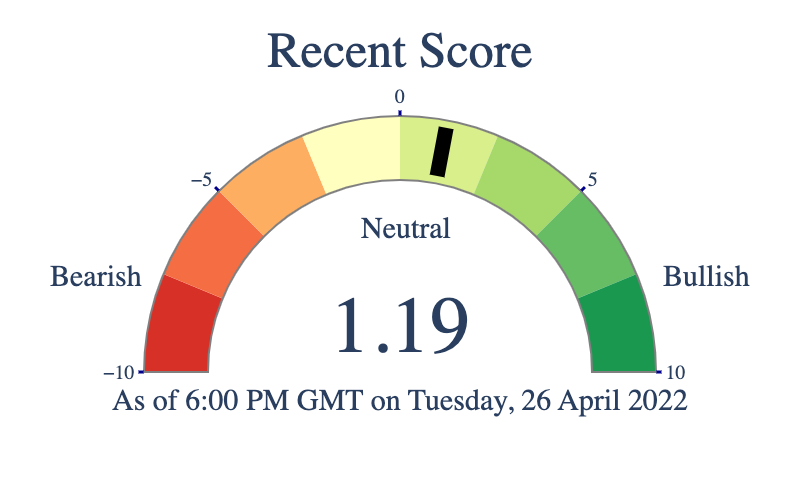 Recent Score
0
−5
5
Neutral
Bearish
Bullish
1.19
−10
10
As of 6:00 PM GMT on Tuesday, 26 April 2022